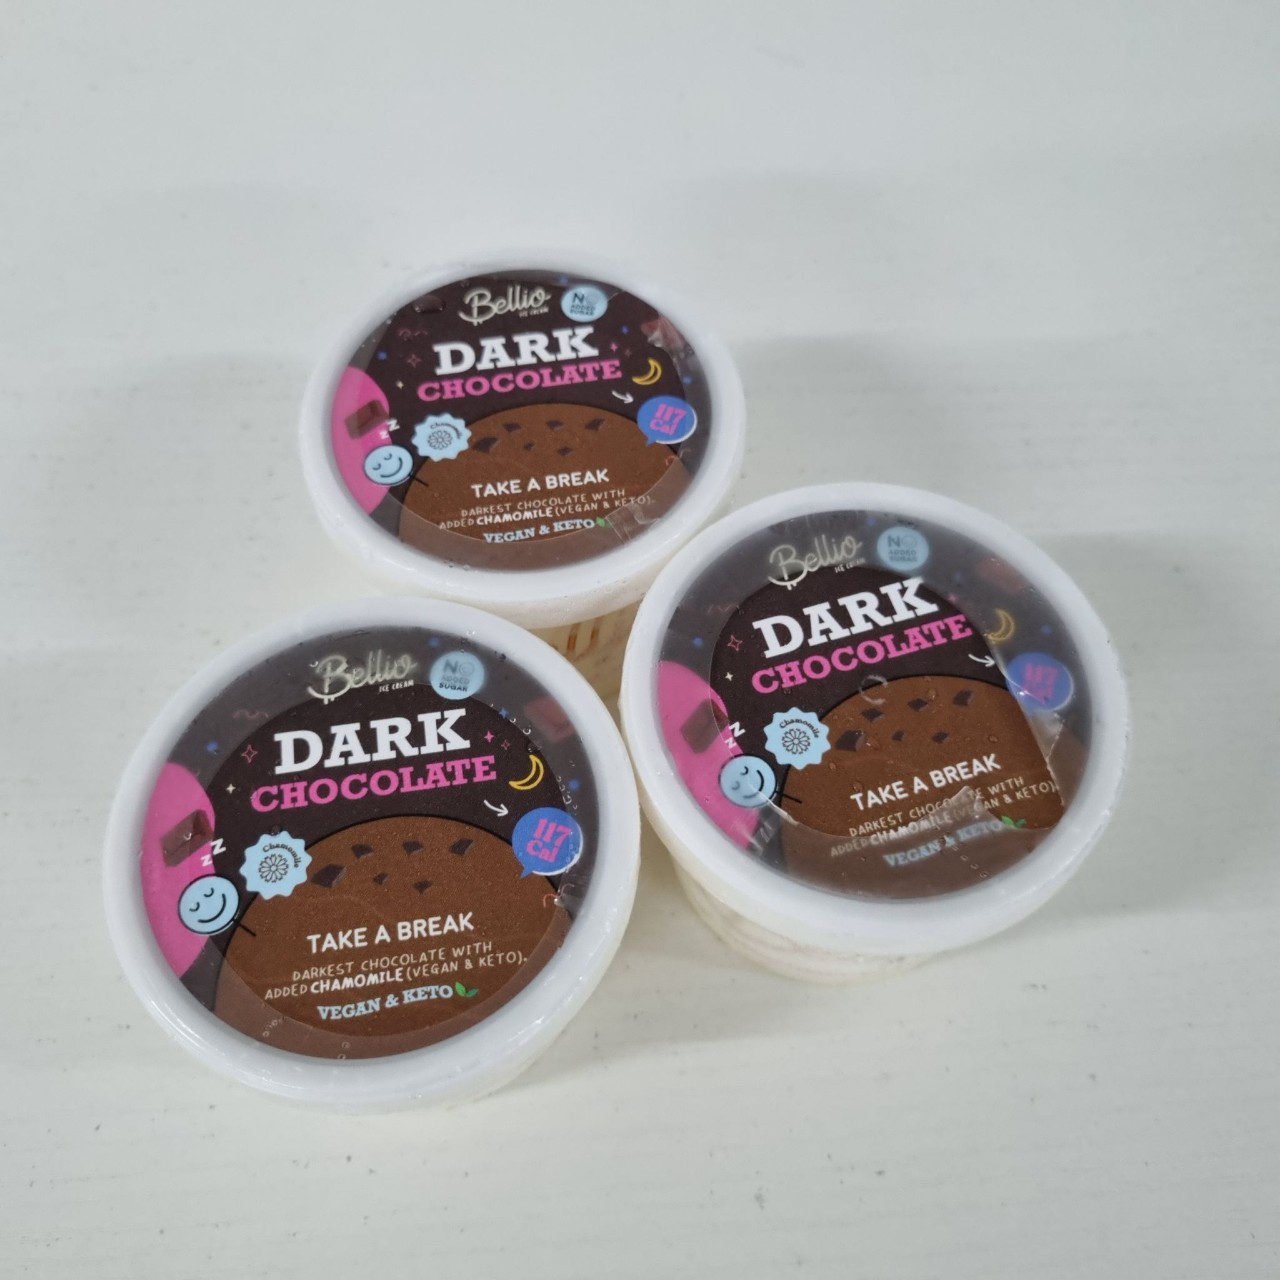 Bellio
ICE CREAM
NO
ADDED
SUGAR
DARK
CHOCOLATE
117
Cal
Chamomile
zZ
TAKE A BREAK
DARKEST CHOCOLATE WITH
ADDED CHAMOMILE (VEGAN & KETO).
VEGAN & KETO
Bellio
ICE CREAM
NO
ADDED
SUGAR
DARK
CHOCOLATE
117
Cal
Chamomile
zZ
TAKE A BREAK
DARKEST CHOCOLATE WITH
ADDED CHAMOMILE (VEGAN & KETO).
VEGAN & KETO
Bellio
ICE CREAM
NO
ADDED
SUGAR
DARK
CHOCOLATE
117
Cal
Chamomile
zZ
TAKE A BREAK
DARKEST CHOCOLATE WITH
ADDED CHAMOMILE (VEGAN & KETO).
VEGAN & KETO